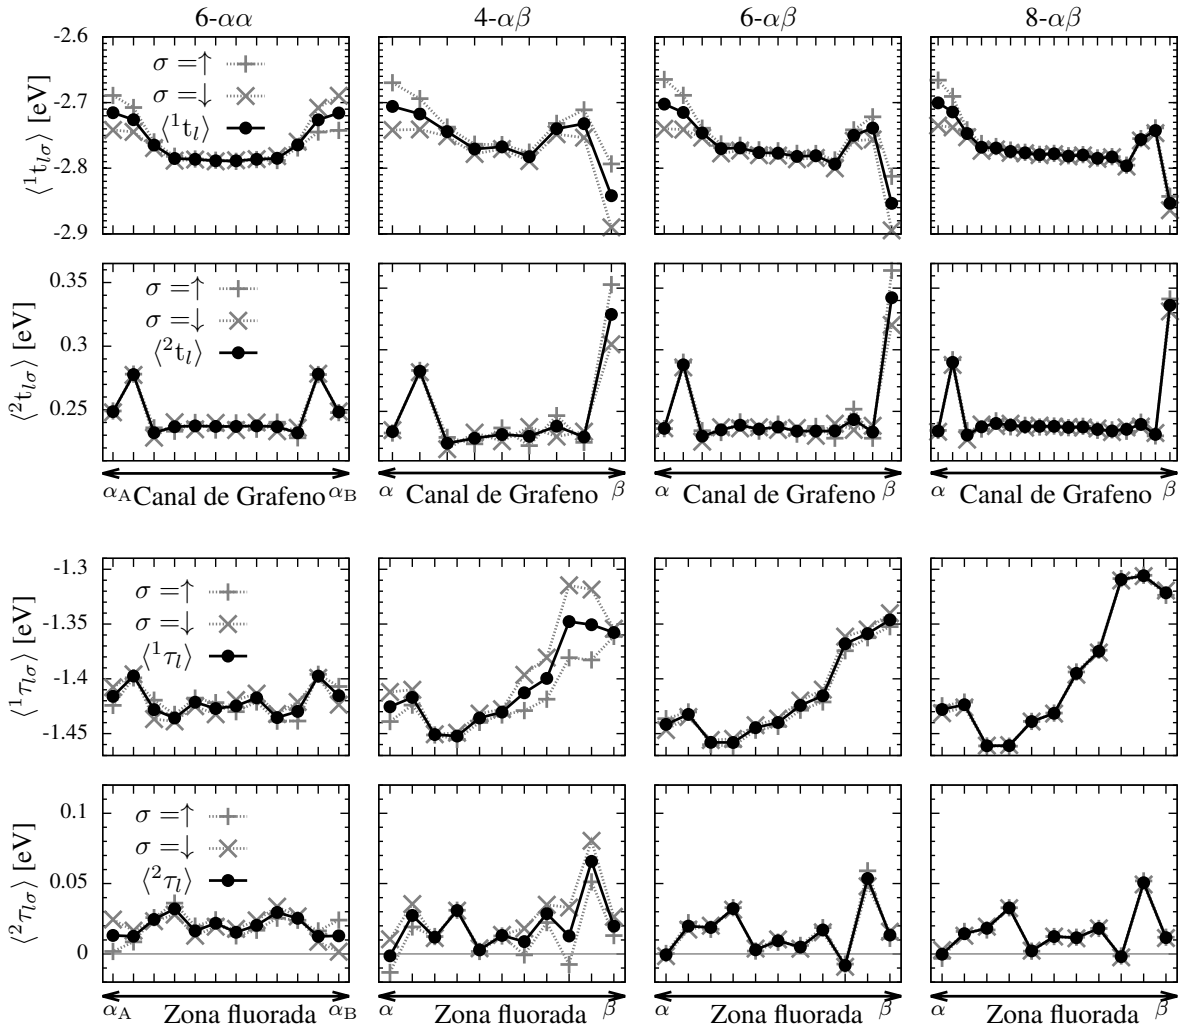 6-αα 4-αβ 6-αβ 8-αβ
⟨¹t_lσ⟩ [eV]
-2.6
-2.7
-2.8
-2.9
σ =↑
σ =↓
⟨¹t_l⟩
⟨²t_lσ⟩ [eV]
0.35
0.3
0.25
σ =↑
σ =↓
⟨²t_l⟩
α_A Canal de Grafeno α_B
α Canal de Grafeno β
α Canal de Grafeno β
α Canal de Grafeno β
⟨¹τ_lσ⟩ [eV]
-1.3
-1.35
-1.4
-1.45
σ =↑
σ =↓
⟨¹τ_l⟩
⟨²τ_lσ⟩ [eV]
0.1
0.05
0
σ =↑
σ =↓
⟨²τ_l⟩
α_A Zona fluorada α_B
α Zona fluorada β
α Zona fluorada β
α Zona fluorada β